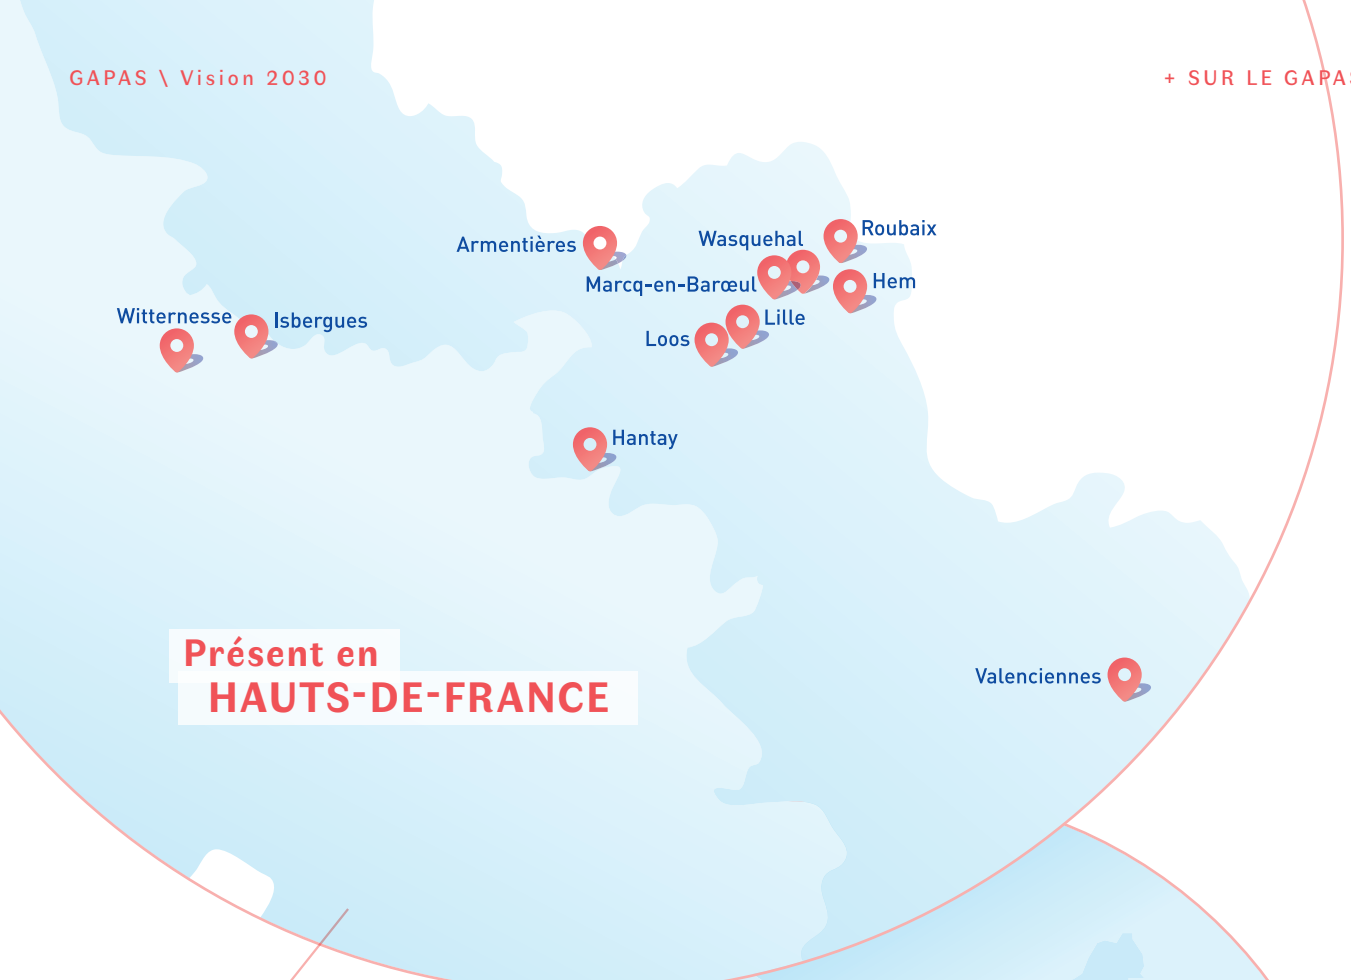 GAPAS \ Vision 2030
+ SUR LE GAPAS
Roubaix
Wasquehal
Armentières
Hem
Marcq-en-Barœul
Witternesse
Isbergues
Lille
Loos
Hantay
Présent en
HAUTS-DE-FRANCE
Valenciennes